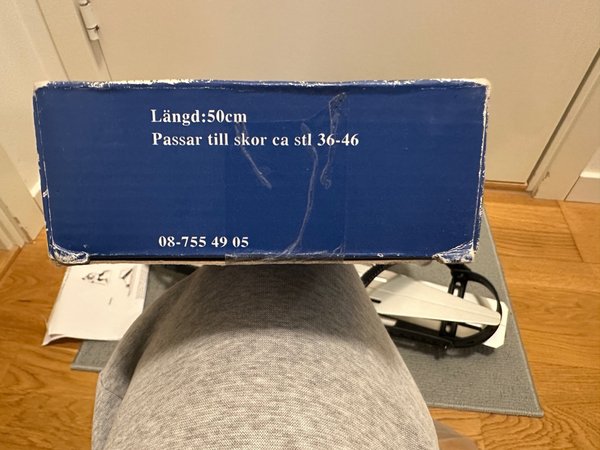 Längd:50cm
Passar till skor ca stl 36-46
08-755 49 05